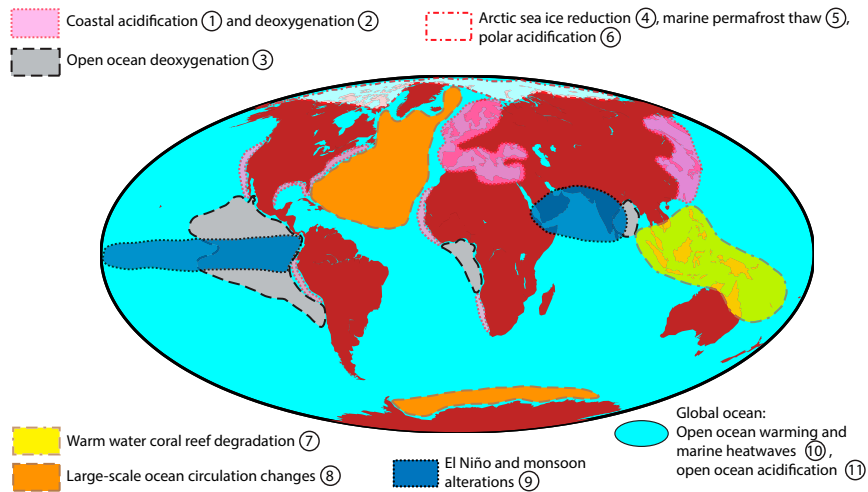 Coastal acidification ① and deoxygenation ②
Open ocean deoxygenation ③
Arctic sea ice reduction ④, marine permafrost thaw ⑤,
polar acidification ⑥
Warm water coral reef degradation ⑦
Large-scale ocean circulation changes ⑧
El Niño and monsoon
alterations ⑨
Global ocean:
Open ocean warming and
marine heatwaves ⑩ ,
open ocean acidification ⑪